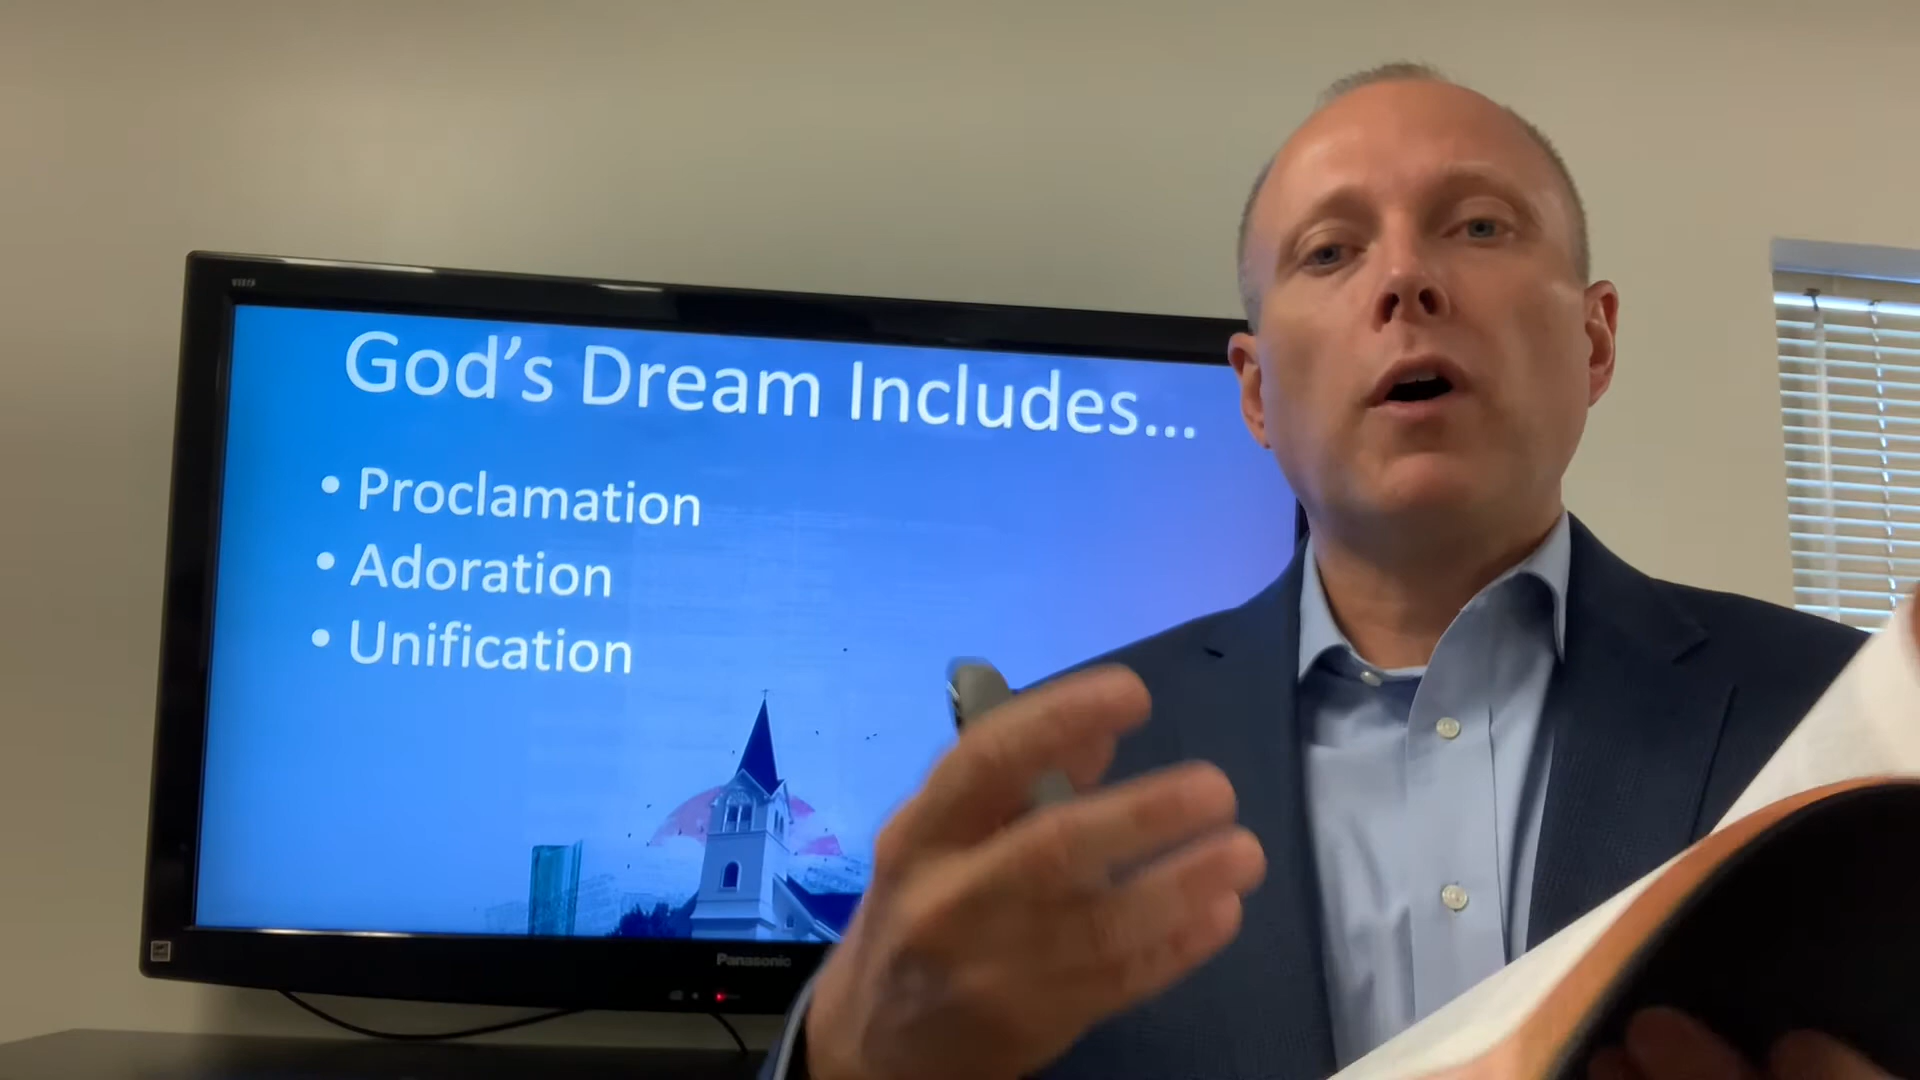 God’s Dream Includes...
• Proclamation
• Adoration
• Unification
Panasonic